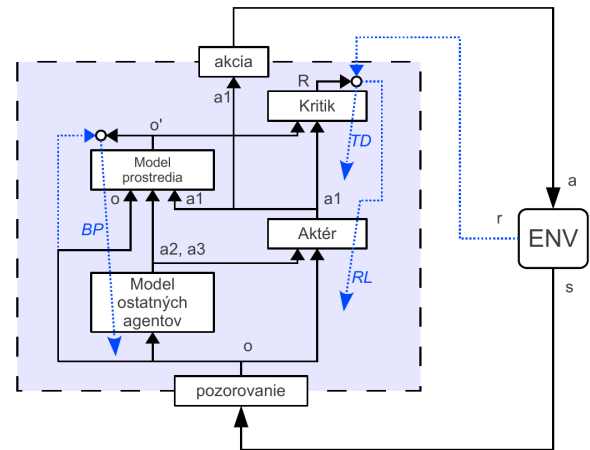 akcia
R
a1
Kritik
o'
TD
Model
prostredia
a
o
a1
a1
r
BP
Aktér
ENV
a2, a3
RL
Model
ostatných
agentov
s
o
pozorovanie